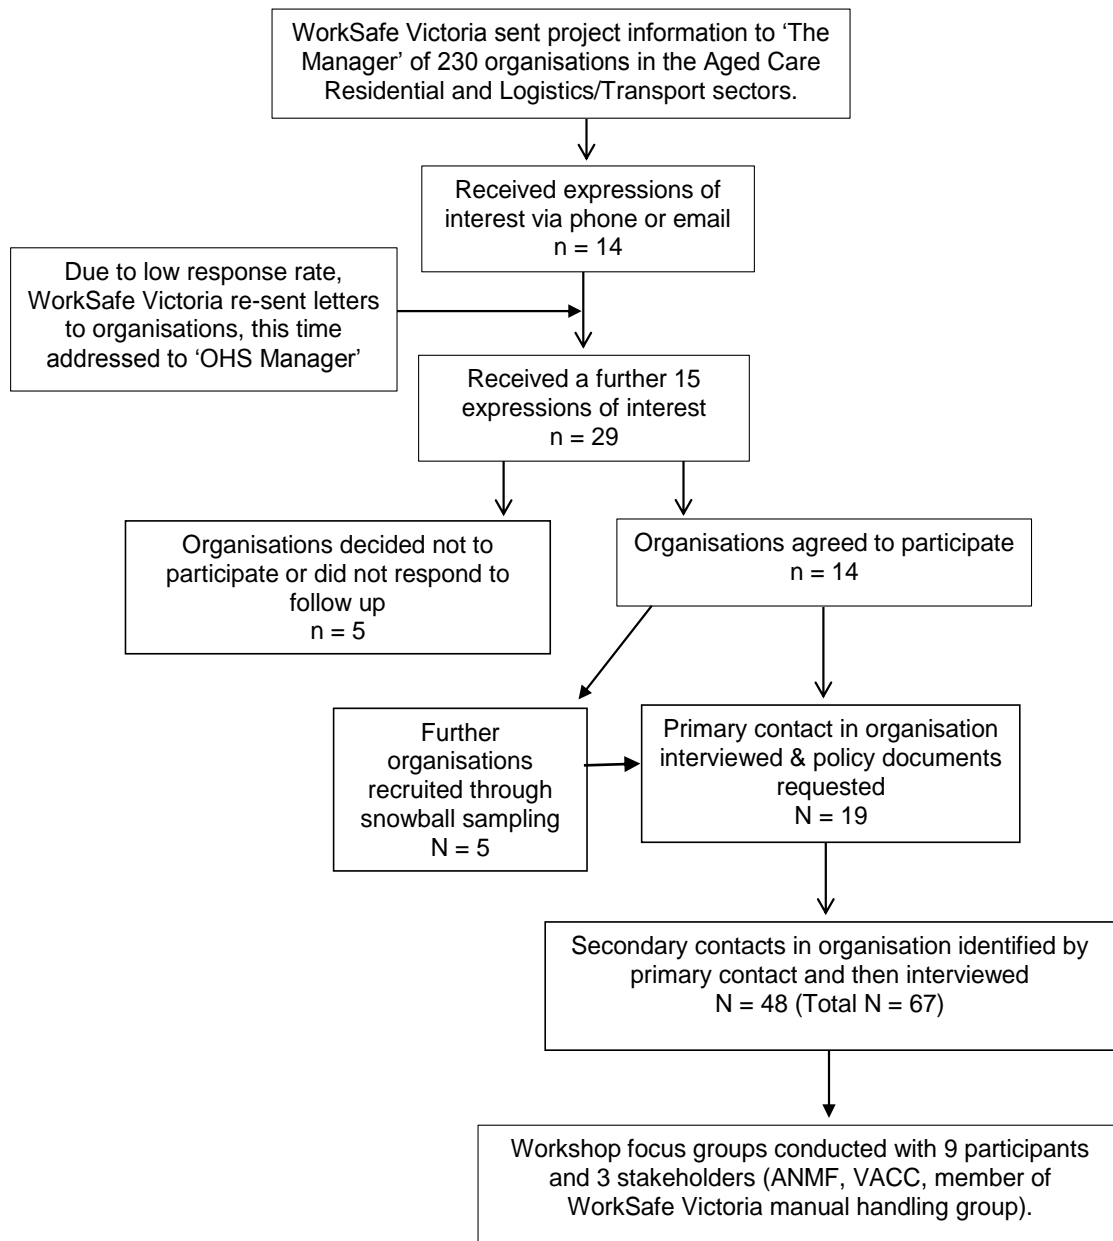 WorkSafe Victoria sent project information to ‘The
Manager’ of 230 organisations in the Aged Care
Residential and Logistics/Transport sectors.
Received expressions of
interest via phone or email
n = 14
Due to low response rate,
WorkSafe Victoria re-sent letters
to organisations, this time
addressed to ‘OHS Manager’
Received a further 15
expressions of interest
n = 29
Organisations decided not to
participate or did not respond to
follow up
n = 5
Organisations agreed to participate
n = 14
Further
organisations
recruited through
snowball sampling
N = 5
Primary contact in organisation
interviewed & policy documents
requested
N = 19
Secondary contacts in organisation identified by
primary contact and then interviewed
N = 48 (Total N = 67)
Workshop focus groups conducted with 9 participants
and 3 stakeholders (ANMF, VACC, member of
WorkSafe Victoria manual handling group).